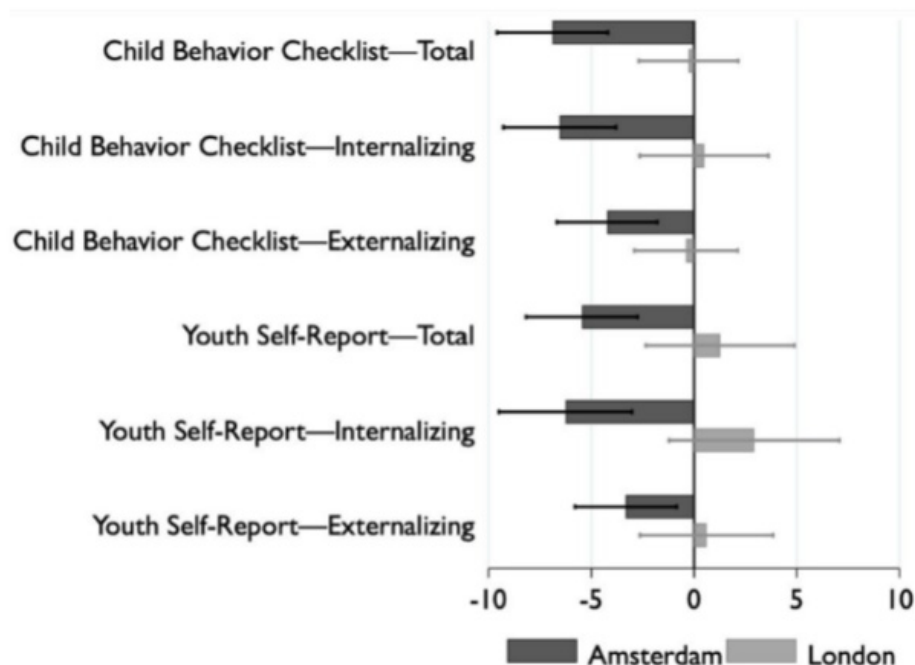 Child Behavior Checklist—Total
Child Behavior Checklist—Internalizing
Child Behavior Checklist—Externalizing
Youth Self-Report—Total
Youth Self-Report—Internalizing
Youth Self-Report—Externalizing
-10 -5 0 5 10
Amsterdam London